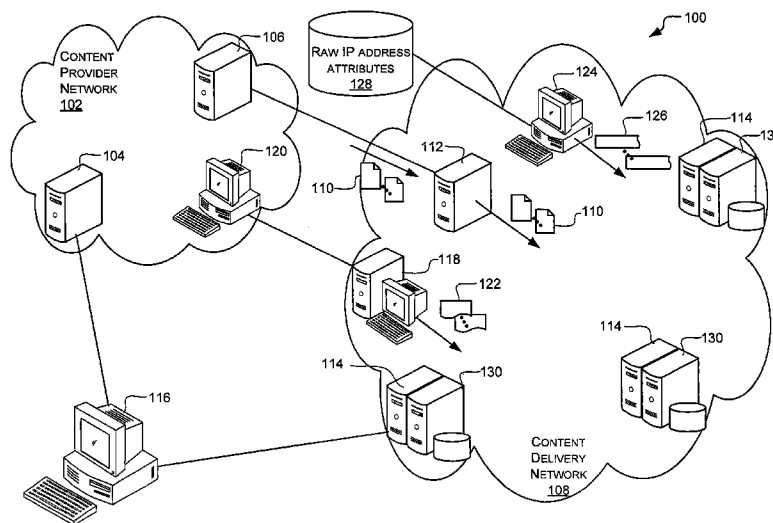 100
106
RAW IP ADDRESS
ATTRIBUTES
128
CONTENT
PROVIDER
NETWORK
102
124
126
114
13
104
120
112
110
110
118
122
114
130
114
130
116
CONTENT
DELIVERY
NETWORK
108